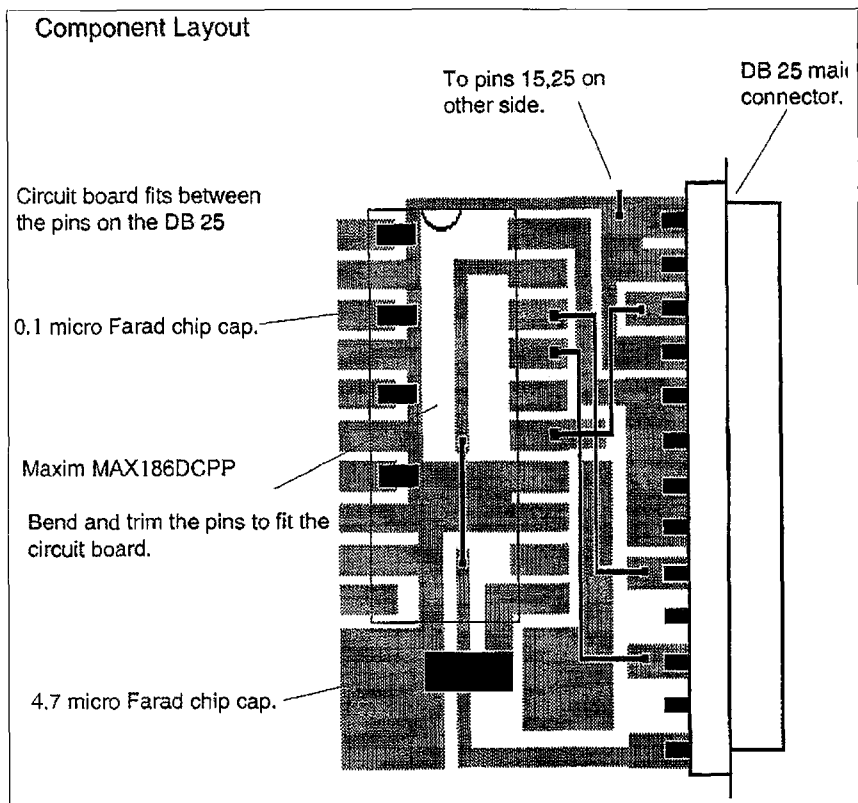 Component Layout
To pins 15,25 on
other side.
DB 25 male
connector.
Circuit board fits between
the pins on the DB 25
0.1 micro Farad chip cap.
Maxim MAX186DCPP
Bend and trim the pins to fit the
circuit board.
4.7 micro Farad chip cap.